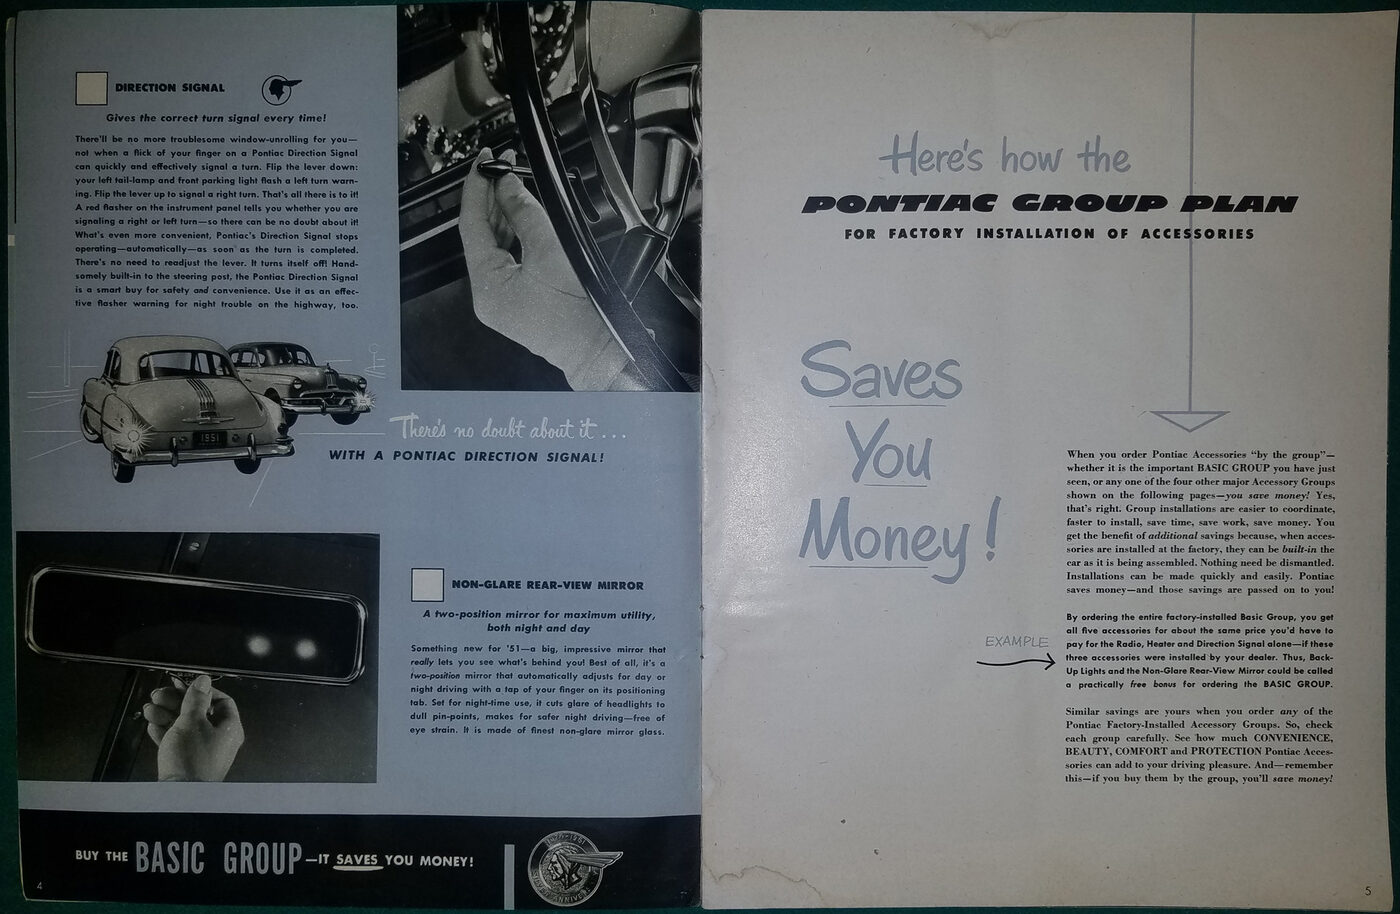 DIRECTION SIGNAL
Gives the correct turn signal every time!
There'll be no more troublesome window-unrolling for you—
not when a flick of your finger on a Pontiac Direction Signal
can quickly and effectively signal a turn. Flip the lever down:
your left tail-lamp and front parking light flash a left turn warn-
ing. Flip the lever up to signal a right turn. That's all there is to it!
A red flasher on the instrument panel tells you whether you are
signaling a right or left turn—so there can be no doubt about it!
What's even more convenient, Pontiac's Direction Signal stops
operating—automatically—as soon as the turn is completed.
There's no need to readjust the lever. It turns itself off! Hand-
somely built-in to the steering post, the Pontiac Direction Signal
is a smart buy for safety and convenience. Use it as an effec-
tive flasher warning for night trouble on the highway, too.
1951
There's no doubt about it...
WITH A PONTIAC DIRECTION SIGNAL!
NON-GLARE REAR-VIEW MIRROR
A two-position mirror for maximum utility,
both night and day
Something new for '51—a big, impressive mirror that
really lets you see what's behind you! Best of all, it's a
two-position mirror that automatically adjusts for day or
night driving with a tap of your finger on its positioning
tab. Set for night-time use, it cuts glare of headlights to
dull pin-points, makes for safer night driving—free of
eye strain. It is made of finest non-glare mirror glass.
BUY THE BASIC GROUP—IT SAVES YOU MONEY!
4
Here's how the
PONTIAC GROUP PLAN
FOR FACTORY INSTALLATION OF ACCESSORIES
Saves
You
Money!
When you order Pontiac Accessories "by the group"—
whether it is the important BASIC GROUP you have just
seen, or any one of the four other major Accessory Groups
shown on the following pages—you save money! Yes,
that's right. Group installations are easier to coordinate,
faster to install, save time, save work, save money. You
get the benefit of additional savings because, when acces-
sories are installed at the factory, they can be built-in the
car as it is being assembled. Nothing need be dismantled.
Installations can be made quickly and easily. Pontiac
saves money—and those savings are passed on to you!
EXAMPLE
By ordering the entire factory-installed Basic Group, you get
all five accessories for about the same price you'd have to
pay for the Radio, Heater and Direction Signal alone—if these
three accessories were installed by your dealer. Thus, Back-
Up Lights and the Non-Glare Rear-View Mirror could be called
a practically free bonus for ordering the BASIC GROUP.
Similar savings are yours when you order any of the
Pontiac Factory-Installed Accessory Groups. So, check
each group carefully. See how much CONVENIENCE,
BEAUTY, COMFORT and PROTECTION Pontiac Acces-
sories can add to your driving pleasure. And—remember
this—if you buy them by the group, you'll save money!
5